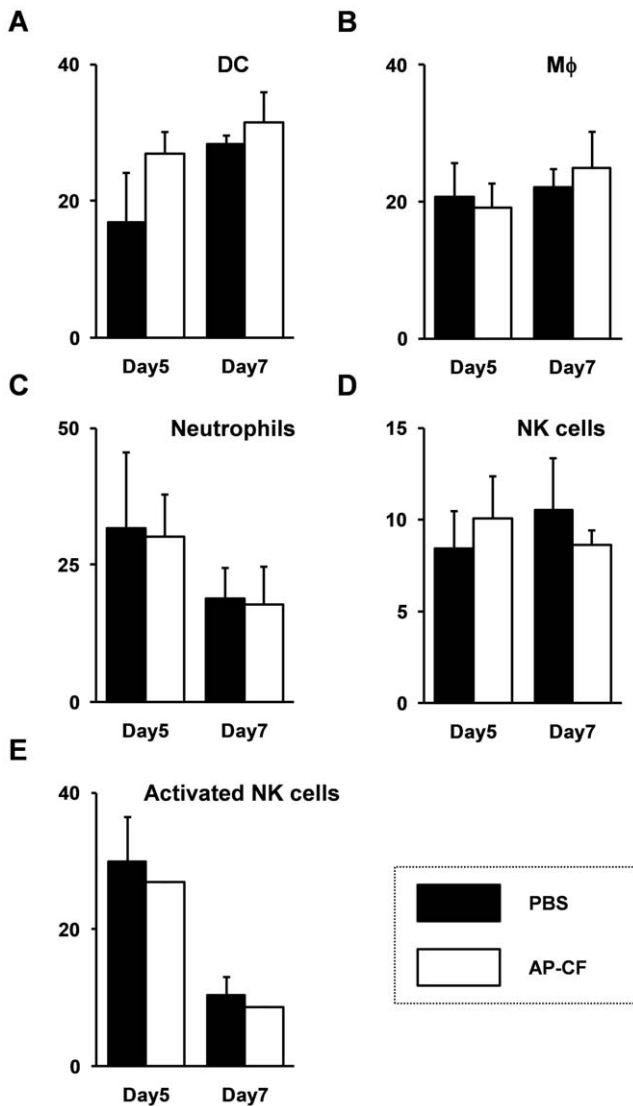 A
DC
40
20
0
Day5 Day7
B
Mϕ
40
20
0
Day5 Day7
C
Neutrophils
50
25
0
Day5 Day7
D
NK cells
15
10
5
0
Day5 Day7
E
Activated NK cells
40
20
0
Day5 Day7
PBS
AP-CF